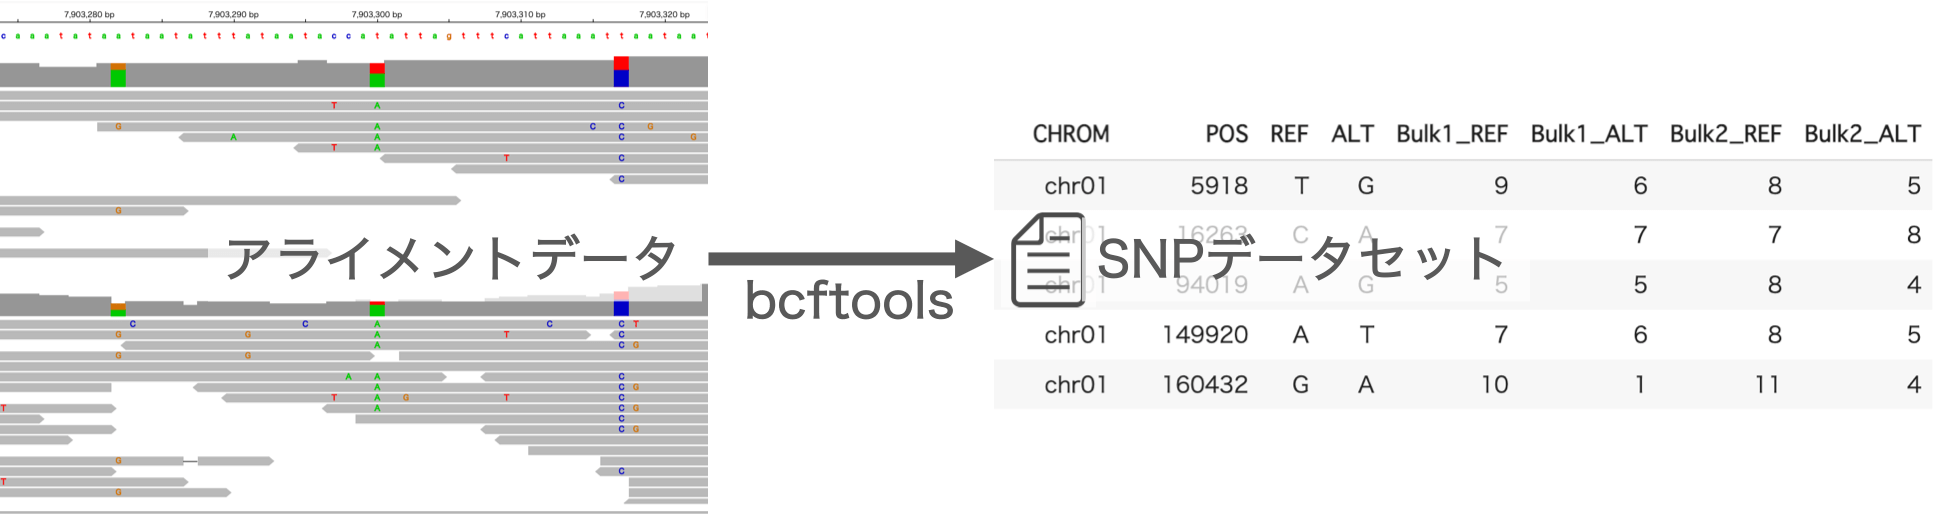 7,903,280 bp 7,903,290 bp 7,903,300 bp 7,903,310 bp 7,903,320 bp
c a a a t a t a a t a a t a t t t a t a a t a c c a t a t t a g t t t c a t t a a a t t a a t a a t
T A C
G A C C G
A A C G
T A
T C
C
G
アライメントデータ
bcftools
SNPデータセット
CHROM POS REF ALT Bulk1_REF Bulk1_ALT Bulk2_REF Bulk2_ALT
chr01 5918 T G 9 6 8 5
chr01 16263 C A 7 7 7 8
chr01 94019 A G 5 5 8 4
chr01 149920 A T 7 6 8 5
chr01 160432 G A 10 1 11 4
C C A C C T
G G A T C
A C G
G G
A A C
A C G
T A G T C
T A C G
C
C G
G
C
T
G